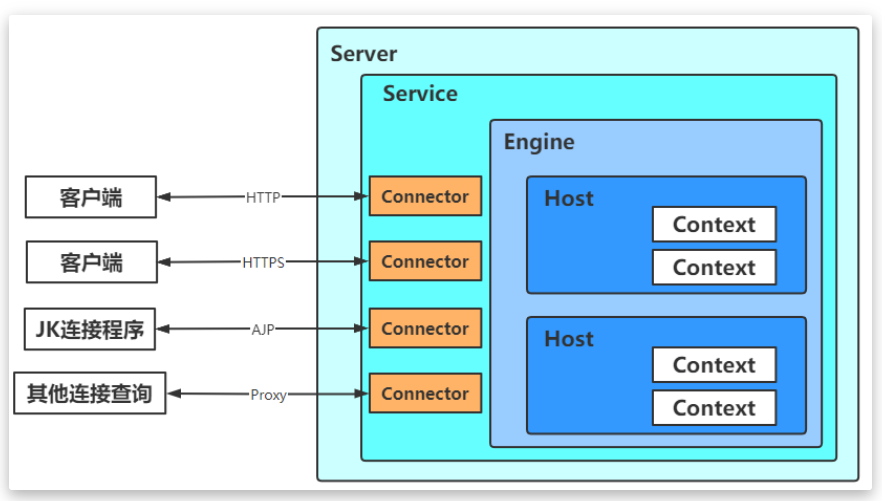 Server
Service
Engine
客户端
HTTP
Connector
Host
Context
Context
客户端
HTTPS
Connector
JK连接程序
AJP
Connector
Host
Context
Context
其他连接查询
Proxy
Connector